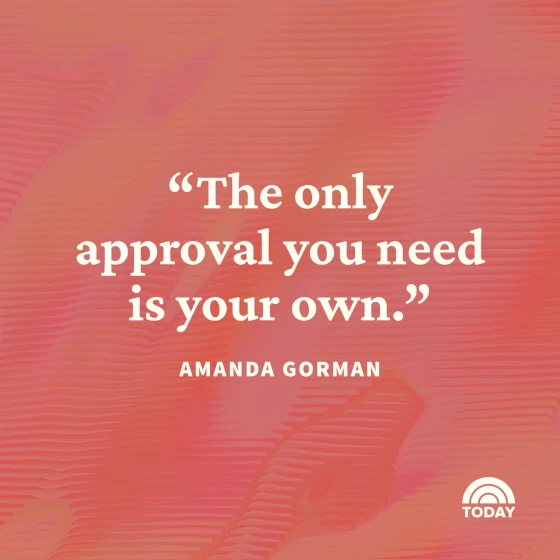 “The only
approval you need
is your own.”
AMANDA GORMAN
TODAY